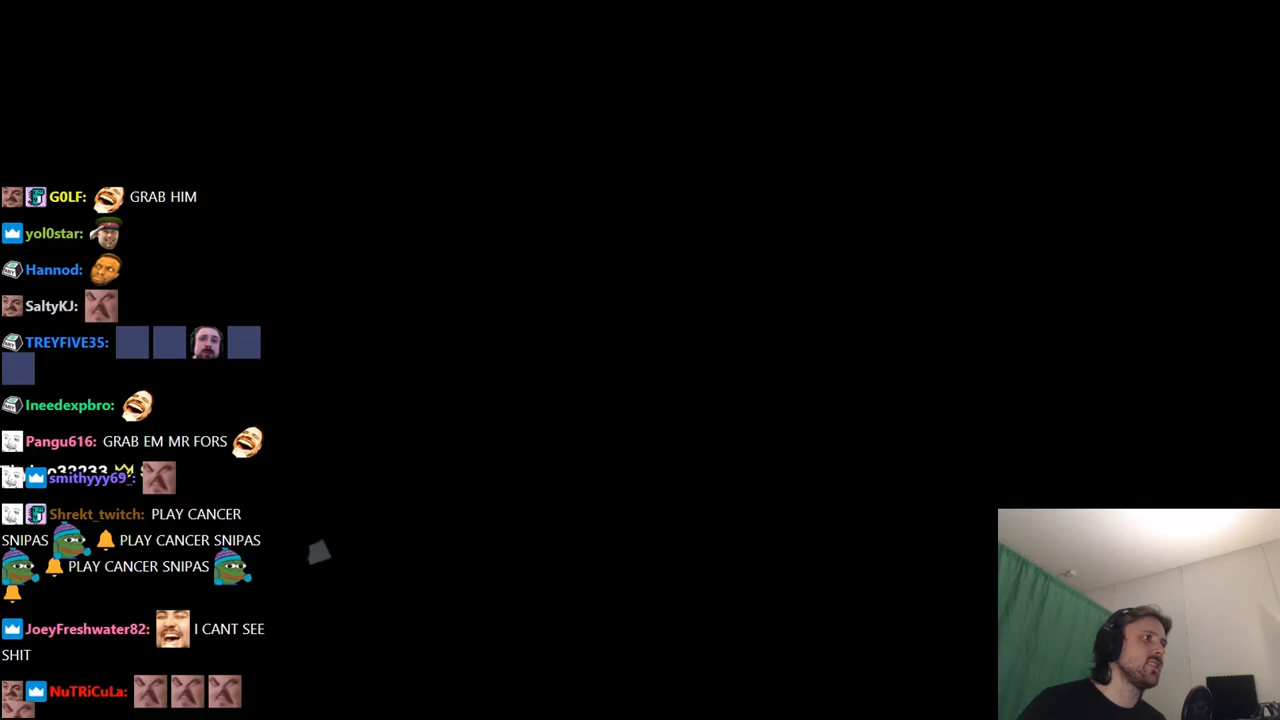 G0LF: GRAB HIM
yol0star:
Hannod:
SaltyKJ:
TREYFIVE35:
Ineedexpbro:
Pangu616: GRAB EM MR FORS
smithyyy69_:
Shrekt_twitch: PLAY CANCER
SNIPAS PLAY CANCER SNIPAS
PLAY CANCER SNIPAS
JoeyFreshwater82: I CANT SEE
SHIT
NuTRiCuLa: